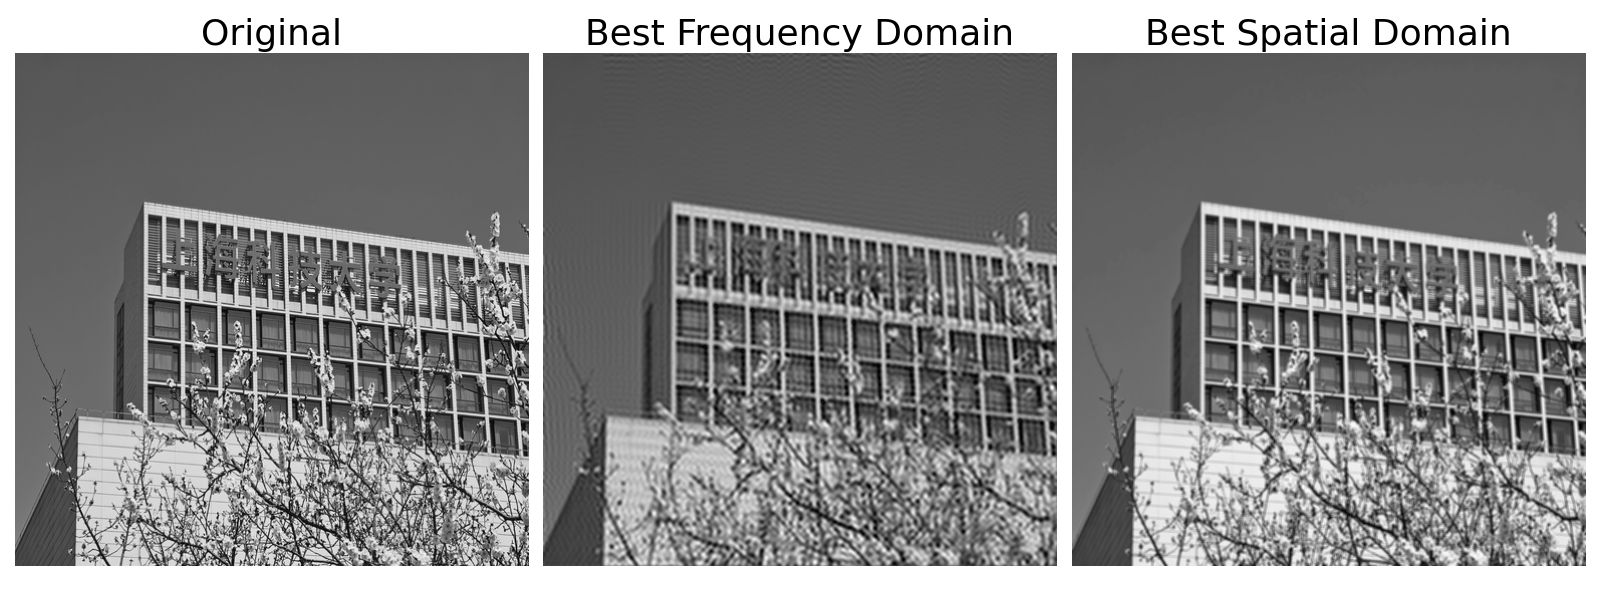 Original
Best Frequency Domain
Best Spatial Domain
上海科技大学
上海科技大学
上海科技大学